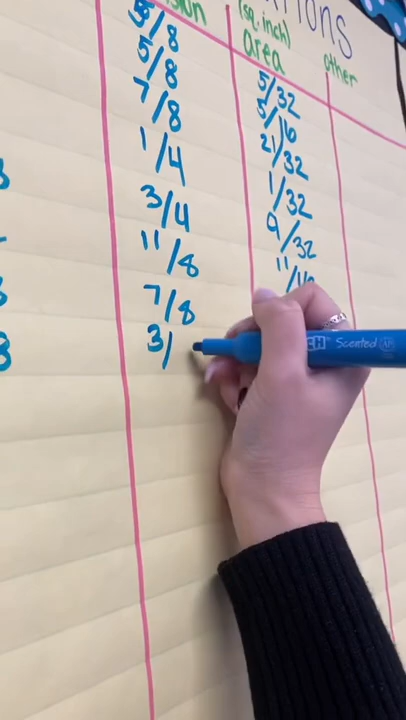 (sq. inch)
area
other
5/8 5/32
5/8 5/16
7/8 21/32
1/4 1/32
3/4 9/32
11/8
7/8
3/
Scented